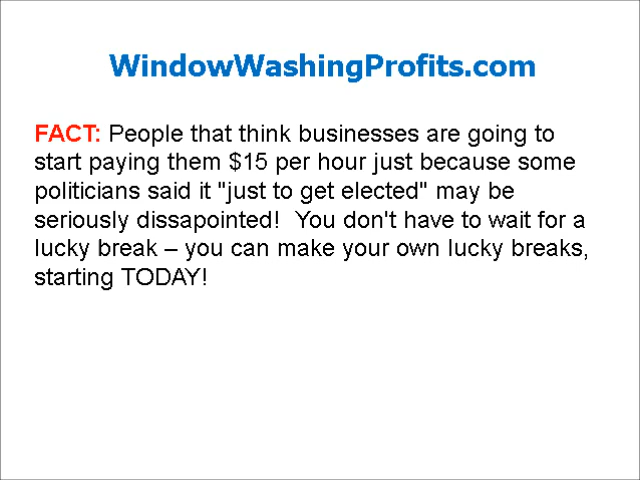 WindowWashingProfits.com
FACT: People that think businesses are going to
start paying them $15 per hour just because some
politicians said it "just to get elected" may be
seriously dissapointed!  You don't have to wait for a
lucky break – you can make your own lucky breaks,
starting TODAY!